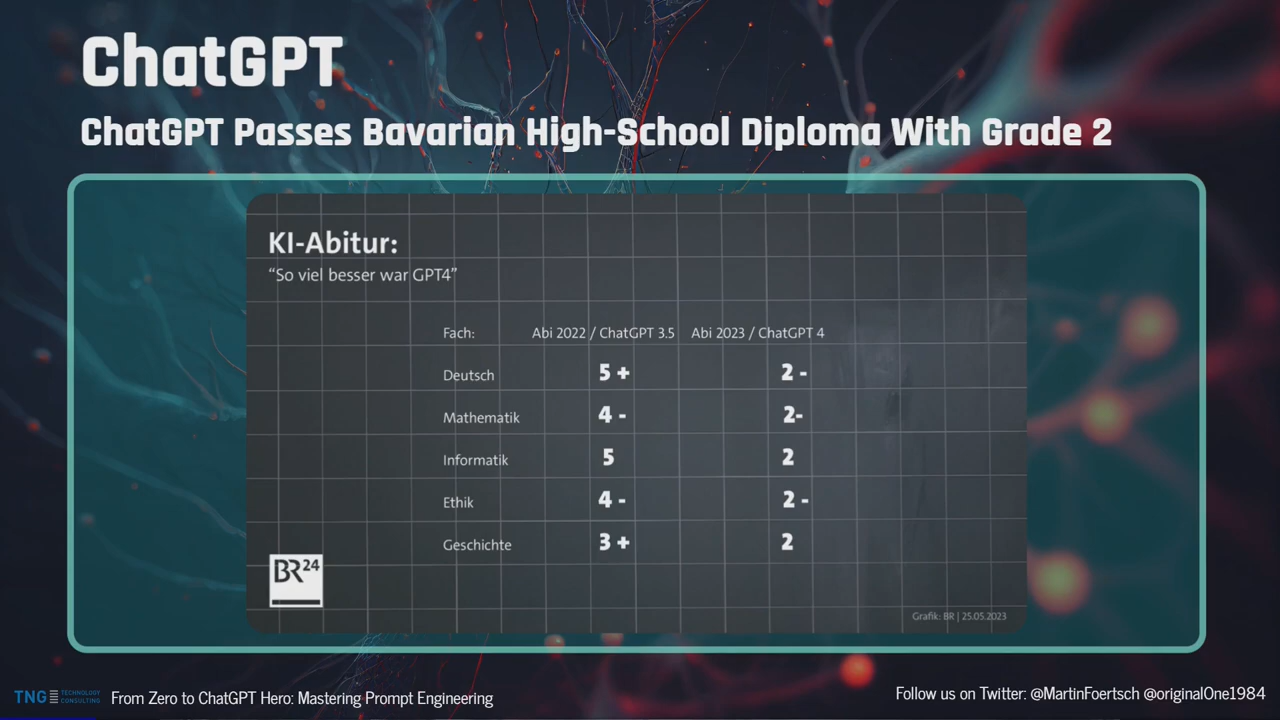 ChatGPT
ChatGPT Passes Bavarian High-School Diploma With Grade 2
KI-Abitur:
“So viel besser war GPT4”
Fach: Abi 2022 / ChatGPT 3.5 Abi 2023 / ChatGPT 4
Deutsch 5 + 2 -
Mathematik 4 - 2-
Informatik 5 2
Ethik 4 - 2 -
Geschichte 3 + 2
BR24
Grafik: BR | 25.05.2023
TNG TECHNOLOGY CONSULTING From Zero to ChatGPT Hero: Mastering Prompt Engineering
Follow us on Twitter: @MartinFoertsch @originalOne1984